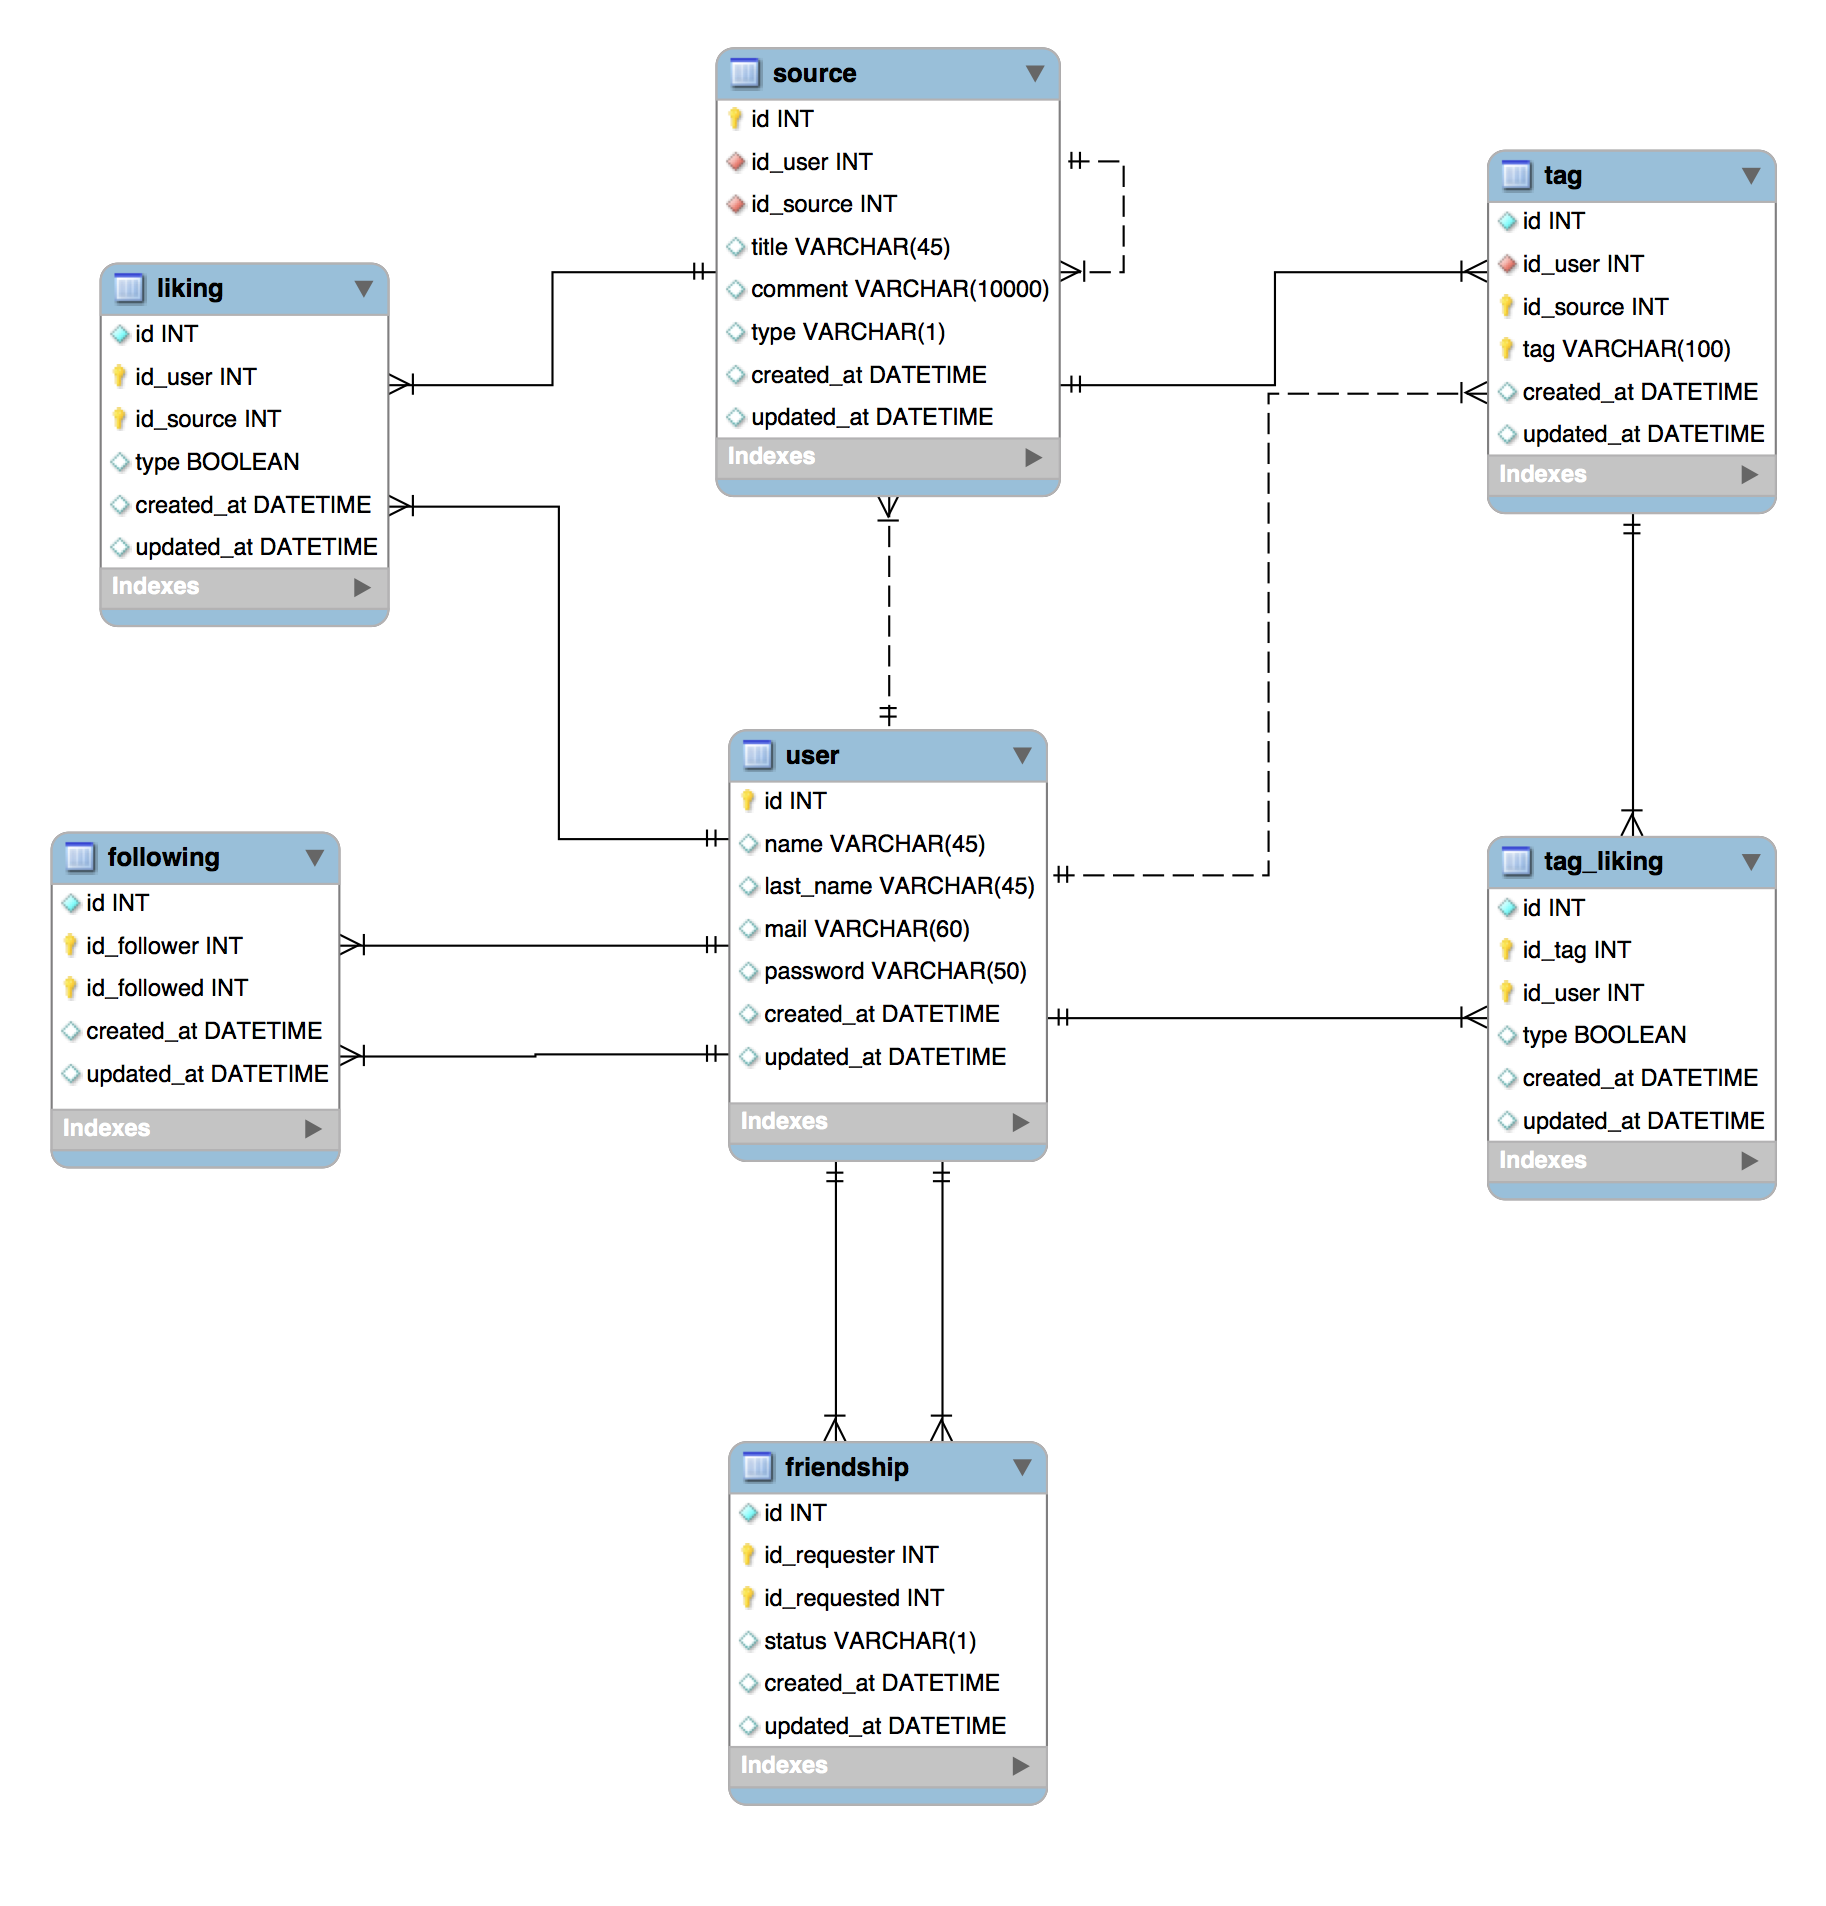 source
id INT
id_user INT
id_source INT
title VARCHAR(45)
comment VARCHAR(10000)
type VARCHAR(1)
created_at DATETIME
updated_at DATETIME
Indexes
tag
id INT
id_user INT
id_source INT
tag VARCHAR(100)
created_at DATETIME
updated_at DATETIME
Indexes
liking
id INT
id_user INT
id_source INT
type BOOLEAN
created_at DATETIME
updated_at DATETIME
Indexes
user
id INT
name VARCHAR(45)
last_name VARCHAR(45)
mail VARCHAR(60)
password VARCHAR(50)
created_at DATETIME
updated_at DATETIME
Indexes
following
id INT
id_follower INT
id_followed INT
created_at DATETIME
updated_at DATETIME
Indexes
tag_liking
id INT
id_tag INT
id_user INT
type BOOLEAN
created_at DATETIME
updated_at DATETIME
Indexes
friendship
id INT
id_requester INT
id_requested INT
status VARCHAR(1)
created_at DATETIME
updated_at DATETIME
Indexes